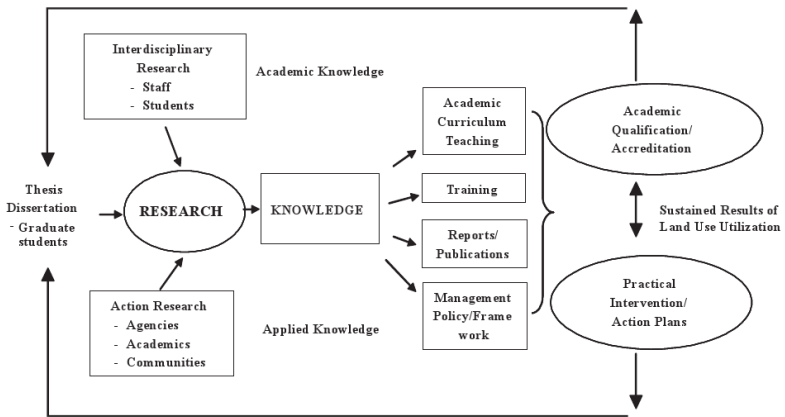 Interdisciplinary
Research
- Staff
- Students
Academic Knowledge
Thesis
Dissertation
- Graduate
students
RESEARCH
KNOWLEDGE
Action Research
- Agencies
- Academics
- Communities
Applied Knowledge
Academic
Curriculum
Teaching
Training
Reports/
Publications
Management
Policy/Frame
work
Academic
Qualification/
Accreditation
Sustained Results of
Land Use Utilization
Practical
Intervention/
Action Plans